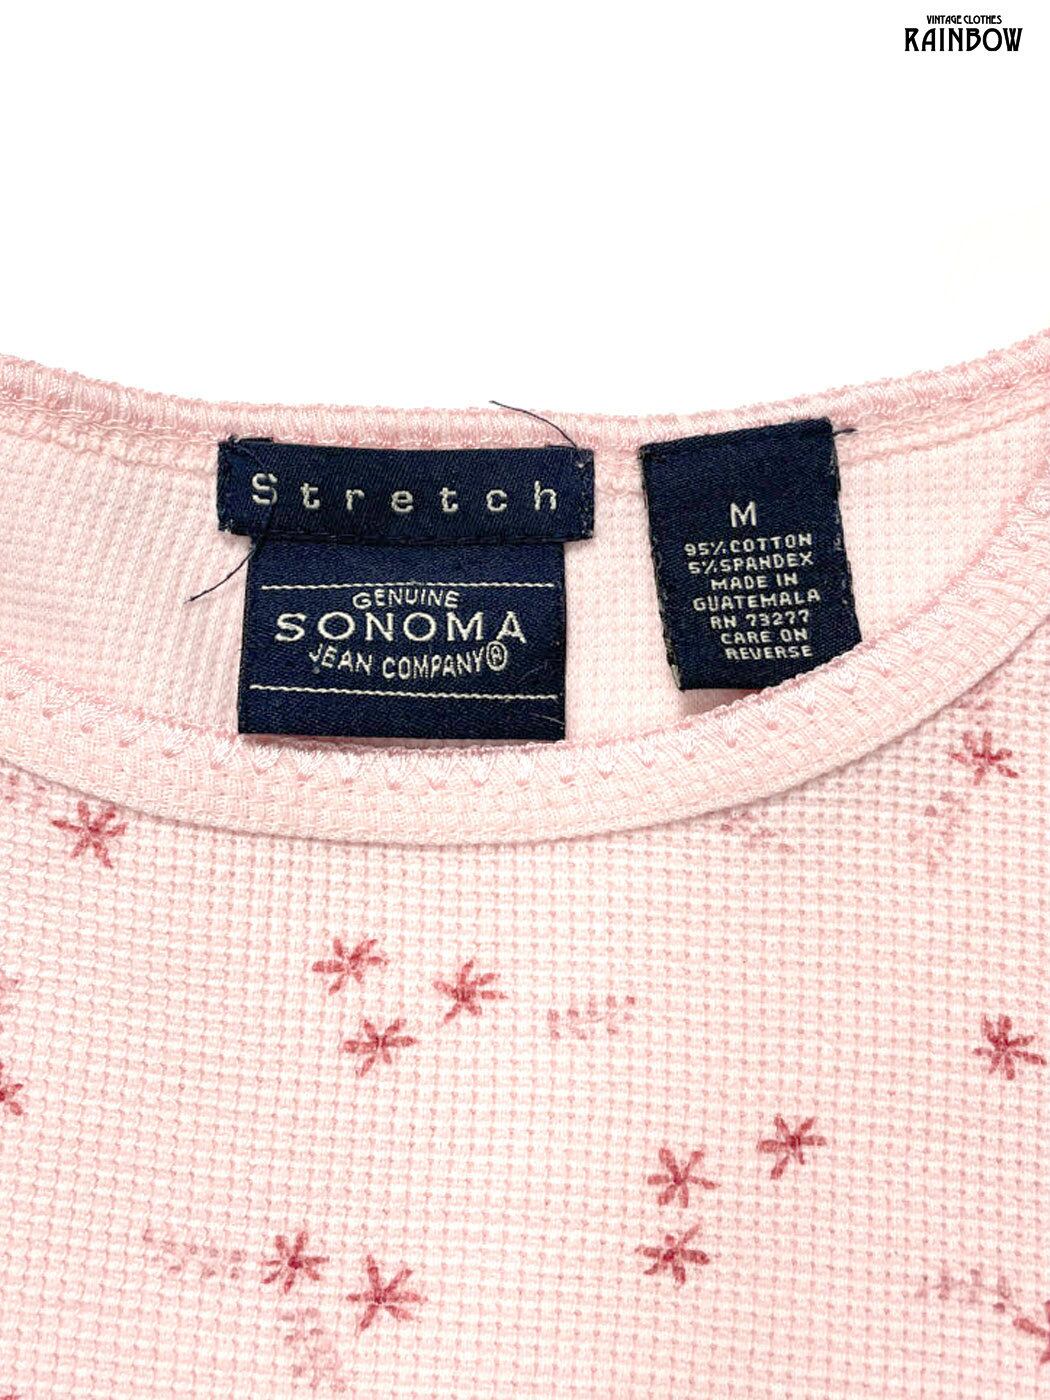 VINTAGE CLOTHES
RAINBOW
Stretch
GENUINE
SONOMA
JEAN COMPANY®
M
95% COTTON
5% SPANDEX
MADE IN
GUATEMALA
RN 73277
CARE ON
REVERSE